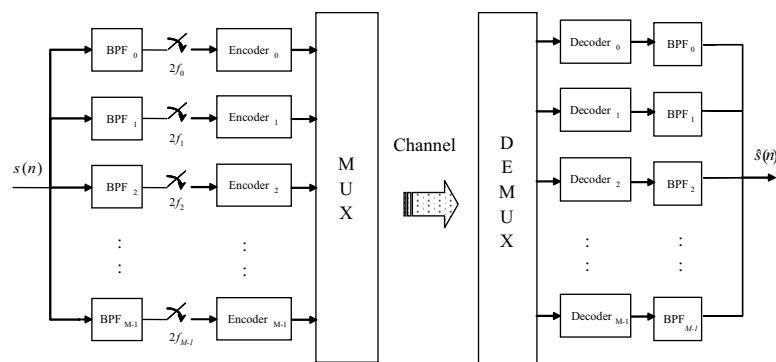 BPF 0
2f0
Encoder 0
BPF 1
2f1
Encoder 1
s(n)
BPF 2
2f2
Encoder 2
BPF M-1
2fM-1
Encoder M-1
M
U
X
Channel
D
E
M
U
X
Decoder 0
BPF 0
Decoder 1
BPF 1
Decoder 2
BPF 2
ŝ(n)
Decoder M-1
BPF M-1